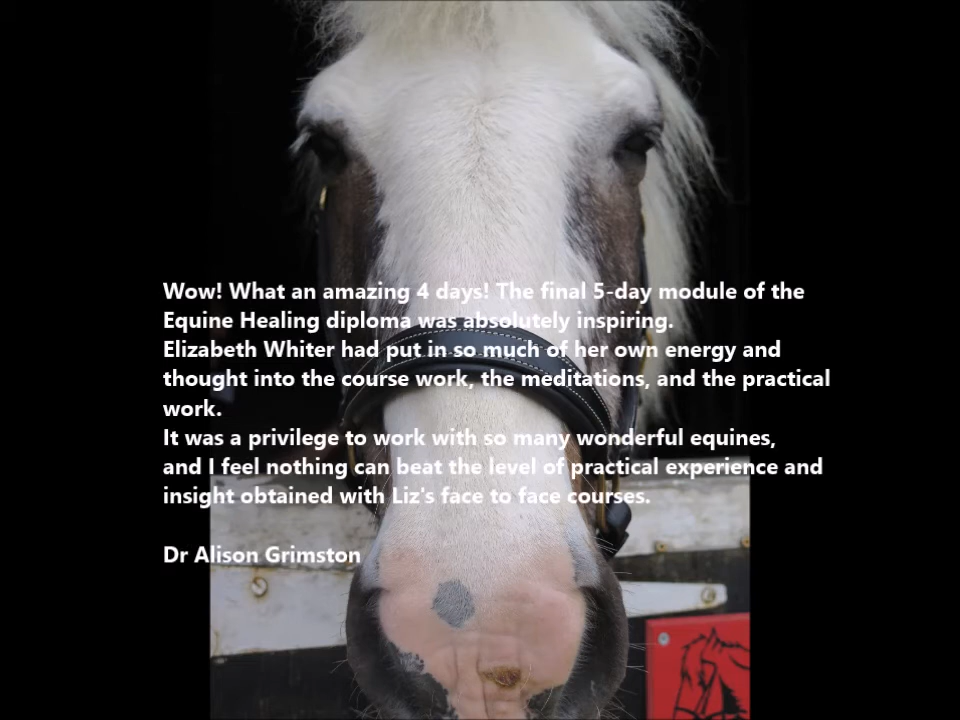 Wow! What an amazing 4 days! The final 5-day module of the
Equine Healing diploma was absolutely inspiring.
Elizabeth Whiter had put in so much of her own energy and
thought into the course work, the meditations, and the practical
work.
It was a privilege to work with so many wonderful equines,
and I feel nothing can beat the level of practical experience and
insight obtained with Liz's face to face courses.
Dr Alison Grimston